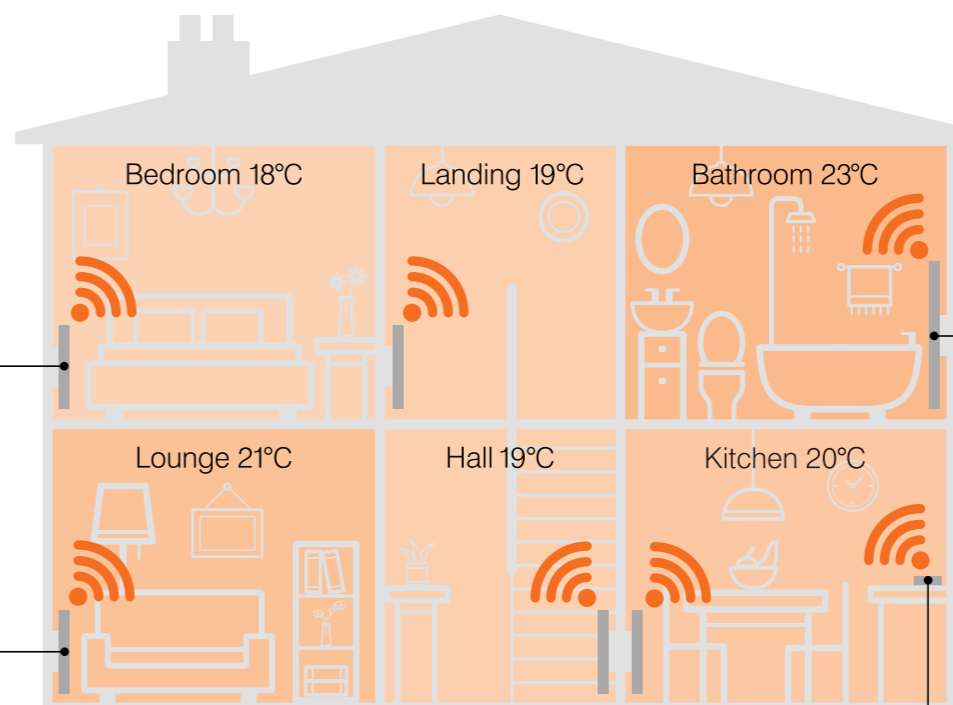 Bedroom 18°C
Landing 19°C
Bathroom 23°C
Lounge 21°C
Hall 19°C
Kitchen 20°C